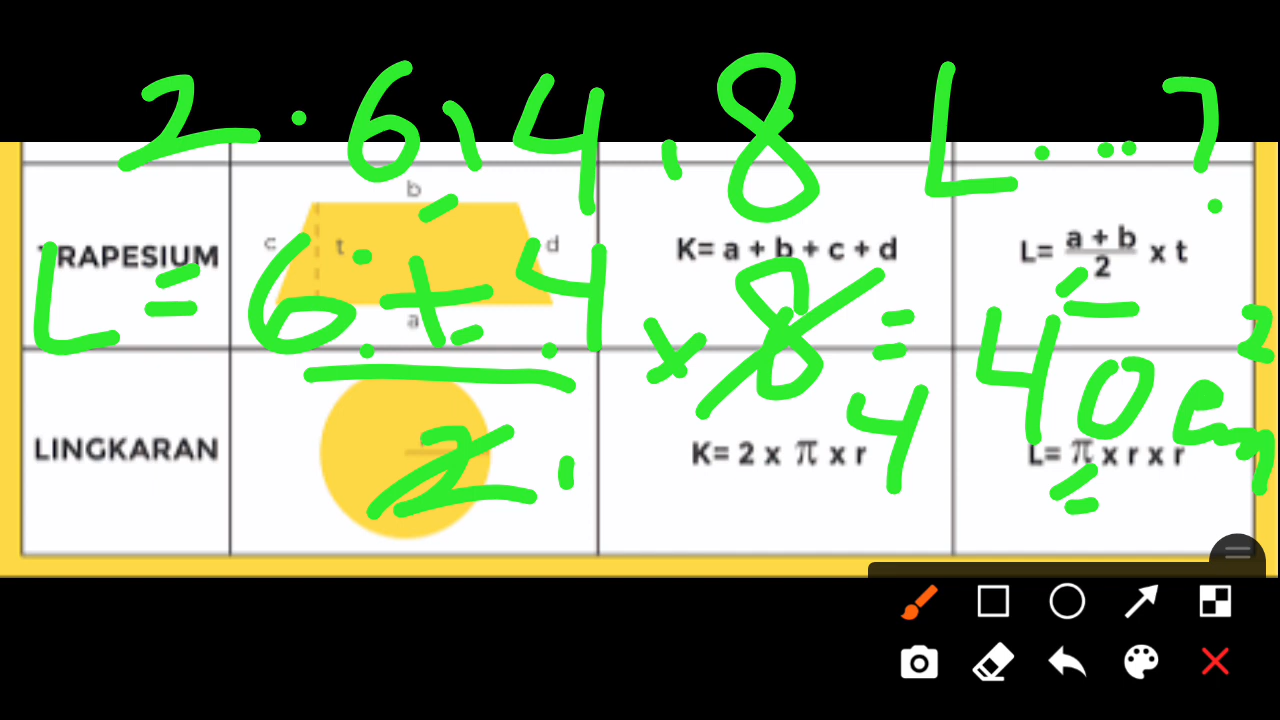 2 . 6, 4, 8 L...?
b
TRAPESIUM c t d K= a + b + c + d L= a + b / 2 x t
a
L = 6 + 4 / 2 x 8 = 40 cm²
4
LINGKARAN K= 2 x π x r L= π x r x r